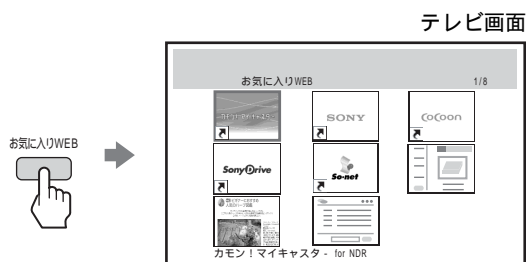 テレビ画面
お気に入りWEB 1/8
お気に入りWEB
SONY
CoCoon
SonyDrive
So-net
カモン！マイキャスタ - for NDR